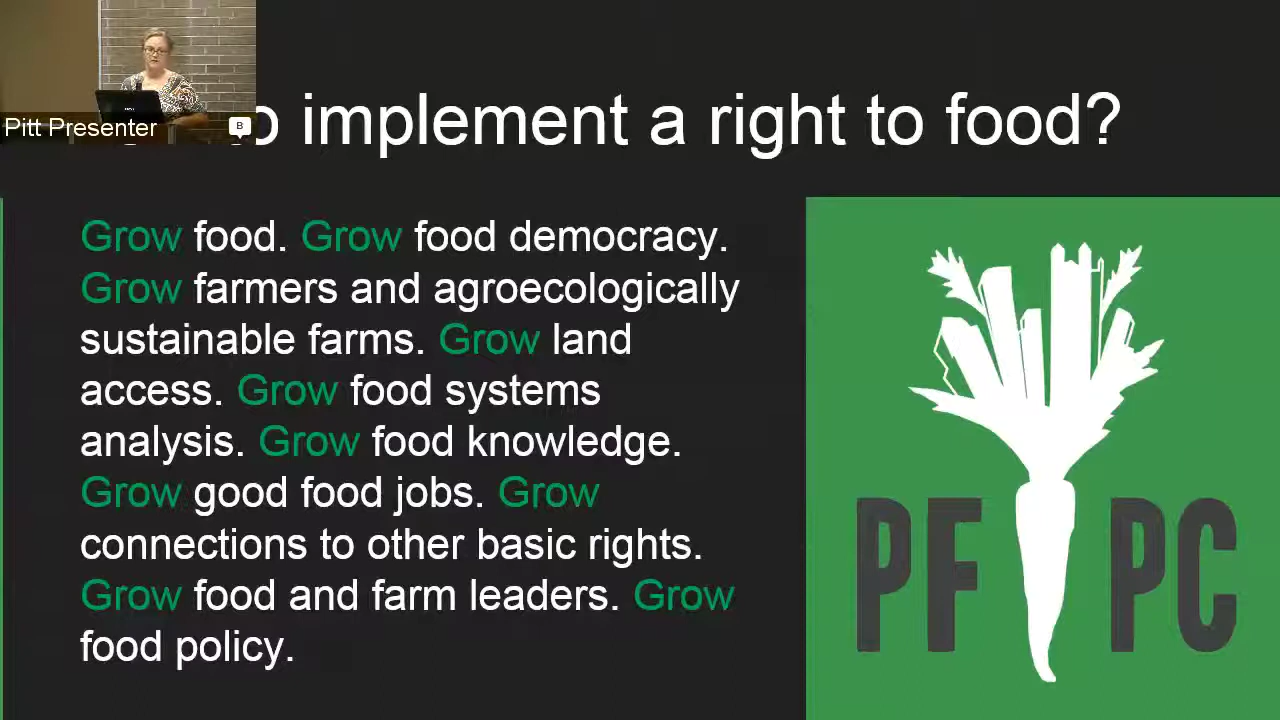 Pitt Presenter
B
implement a right to food?
Grow food. Grow food democracy.
Grow farmers and agroecologically
sustainable farms. Grow land
access. Grow food systems
analysis. Grow food knowledge.
Grow good food jobs. Grow
connections to other basic rights.
Grow food and farm leaders. Grow
food policy.
PF PC